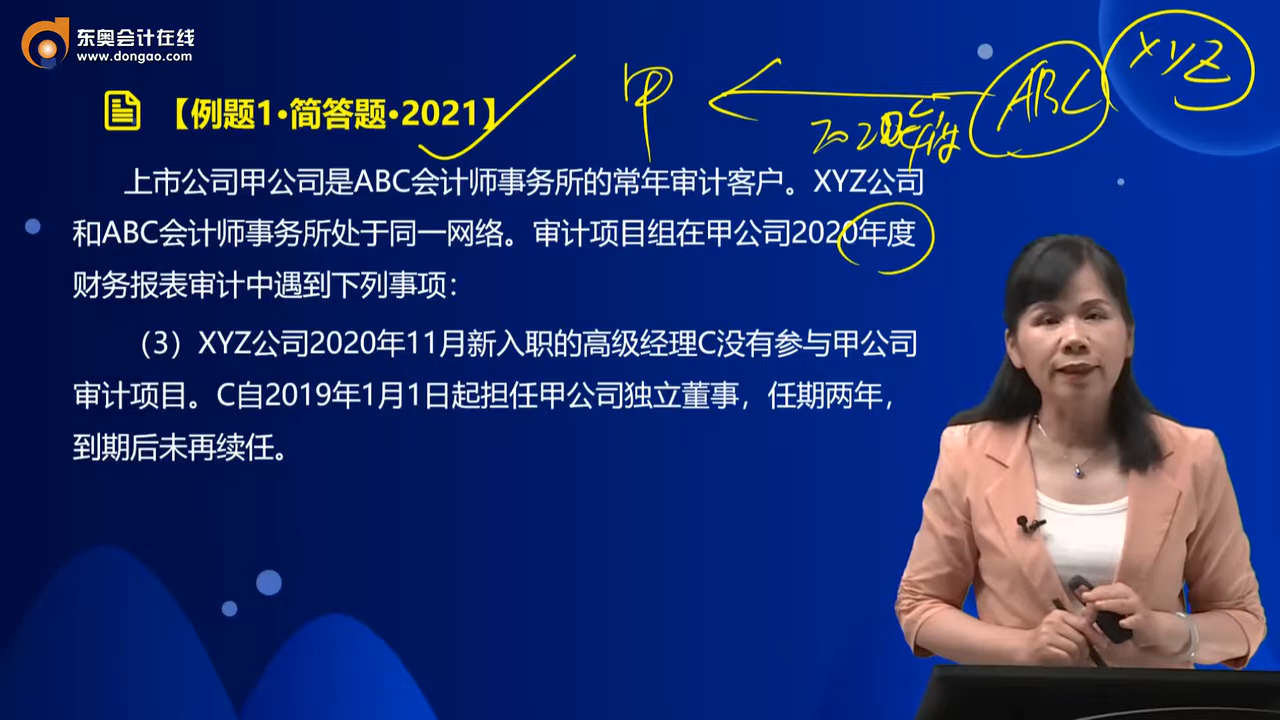 东奥会计在线
www.dongao.com
【例题1·简答题·2021】
甲
ABC
XYZ
上市公司甲公司是ABC会计师事务所的常年审计客户。XYZ公司
和ABC会计师事务所处于同一网络。审计项目组在甲公司2020年度
财务报表审计中遇到下列事项：
（3）XYZ公司2020年11月新入职的高级经理C没有参与甲公司
审计项目。C自2019年1月1日起担任甲公司独立董事，任期两年，
到期后未再续任。